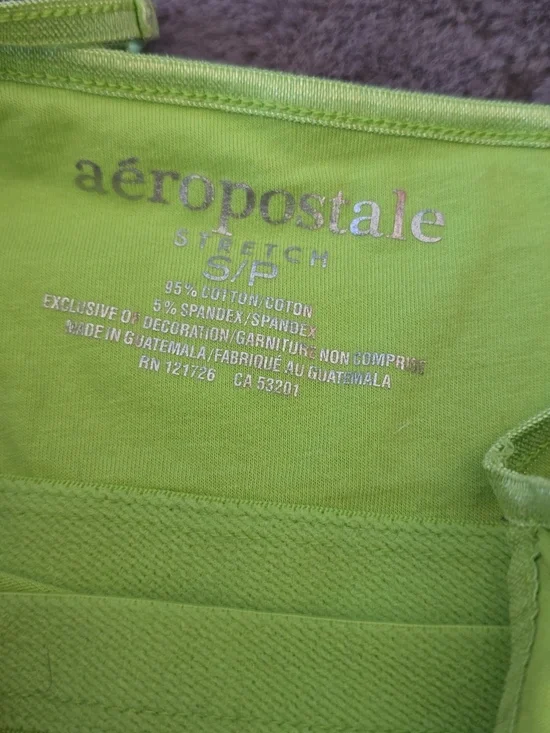 aéropostale
STRETCH
S/P
95% COTTON/COTON
5% SPANDEX/SPANDEX
EXCLUSIVE OF DECORATION/GARNITURE NON COMPRISE
MADE IN GUATEMALA/FABRIQUÉ AU GUATEMALA
RN 121726 CA 53201